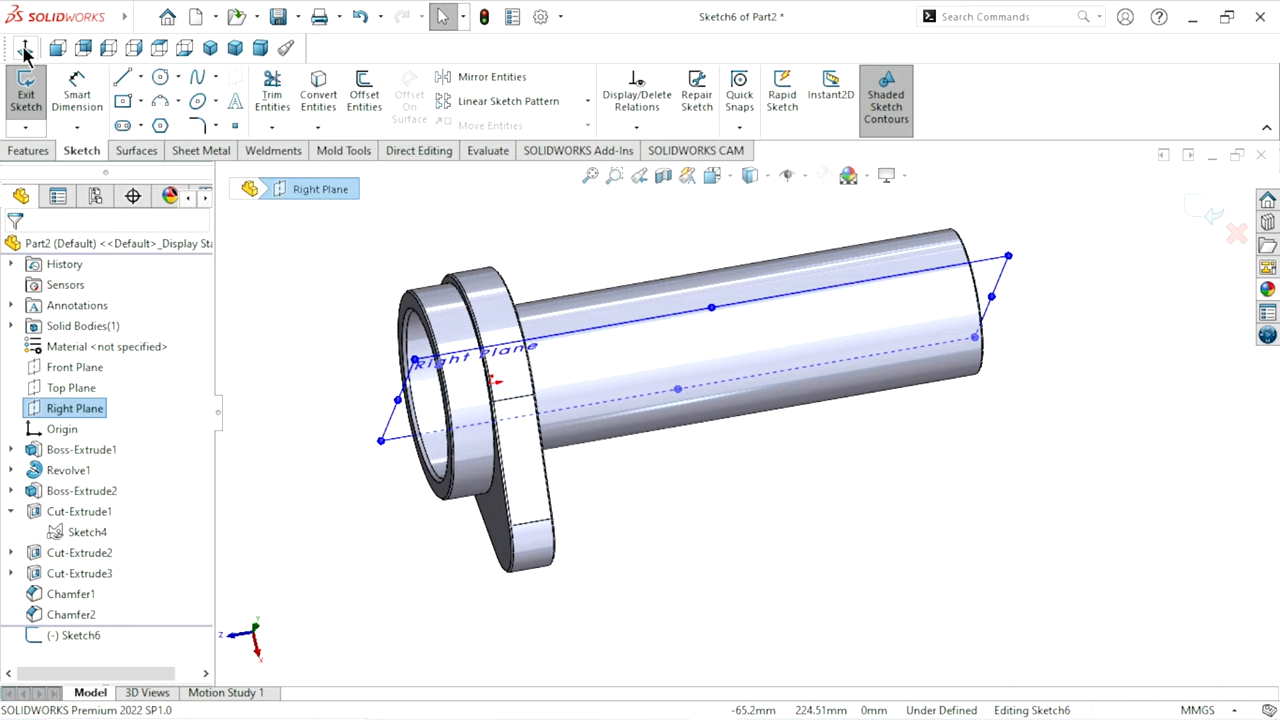 SOLIDWORKS
Sketch6 of Part2 *
Search Commands
Exit Sketch
Smart Dimension
Trim Entities
Convert Entities
Offset Entities
Offset On Surface
Mirror Entities
Linear Sketch Pattern
Move Entities
Display/Delete Relations
Repair Sketch
Quick Snaps
Rapid Sketch
Instant2D
Shaded Sketch Contours
Features
Sketch
Surfaces
Sheet Metal
Weldments
Mold Tools
Direct Editing
Evaluate
SOLIDWORKS Add-Ins
SOLIDWORKS CAM
Right Plane
Part2 (Default) <<Default>_Display Sta
History
Sensors
Annotations
Solid Bodies(1)
Material <not specified>
Front Plane
Top Plane
Right Plane
Origin
Boss-Extrude1
Revolve1
Boss-Extrude2
Cut-Extrude1
Sketch4
Cut-Extrude2
Cut-Extrude3
Chamfer1
Chamfer2
(-) Sketch6
Right Plane
Y
Z
X
Model
3D Views
Motion Study 1
SOLIDWORKS Premium 2022 SP1.0
-65.2mm
224.51mm
0mm
Under Defined
Editing Sketch6
MMGS